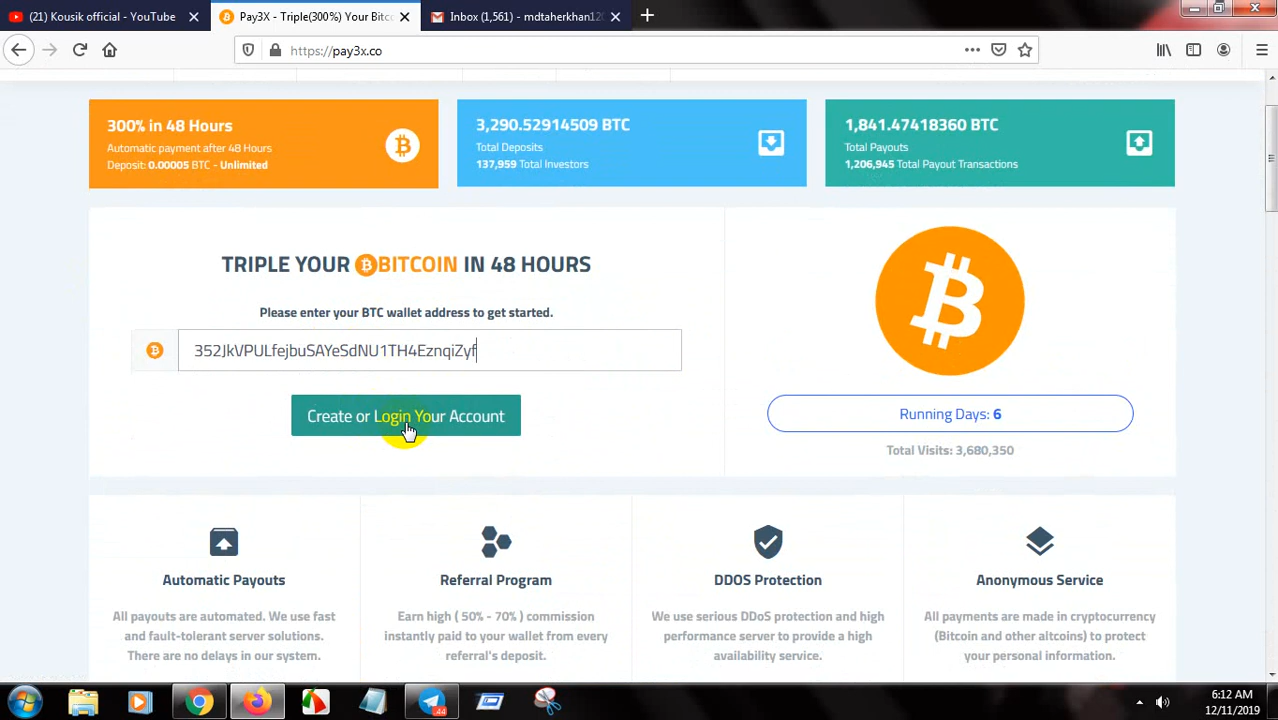 (21) Kousik official - YouTube
Pay3X - Triple(300%) Your Bitc
Inbox (1,561) - mdtaherkhan12
https://pay3x.co
300% in 48 Hours
Automatic payment after 48 Hours
Deposit: 0.00005 BTC - Unlimited
3,290.52914509 BTC
Total Deposits
137,959 Total Investors
1,841.47418360 BTC
Total Payouts
1,206,945 Total Payout Transactions
TRIPLE YOUR BITCOIN IN 48 HOURS
Please enter your BTC wallet address to get started.
352JkVPULfejbuSAYeSdNU1TH4EznqiZyf
Create or Login Your Account
Running Days: 6
Total Visits: 3,680,350
Automatic Payouts
All payouts are automated. We use fast
and fault-tolerant server solutions.
There are no delays in our system.
Referral Program
Earn high ( 50% - 70% ) commission
instantly paid to your wallet from every
referral's deposit.
DDOS Protection
We use serious DDoS protection and high
performance server to provide a high
availability service.
Anonymous Service
All payments are made in cryptocurrency
(Bitcoin and other altcoins) to protect
your personal information.
44
6:12 AM
12/11/2019